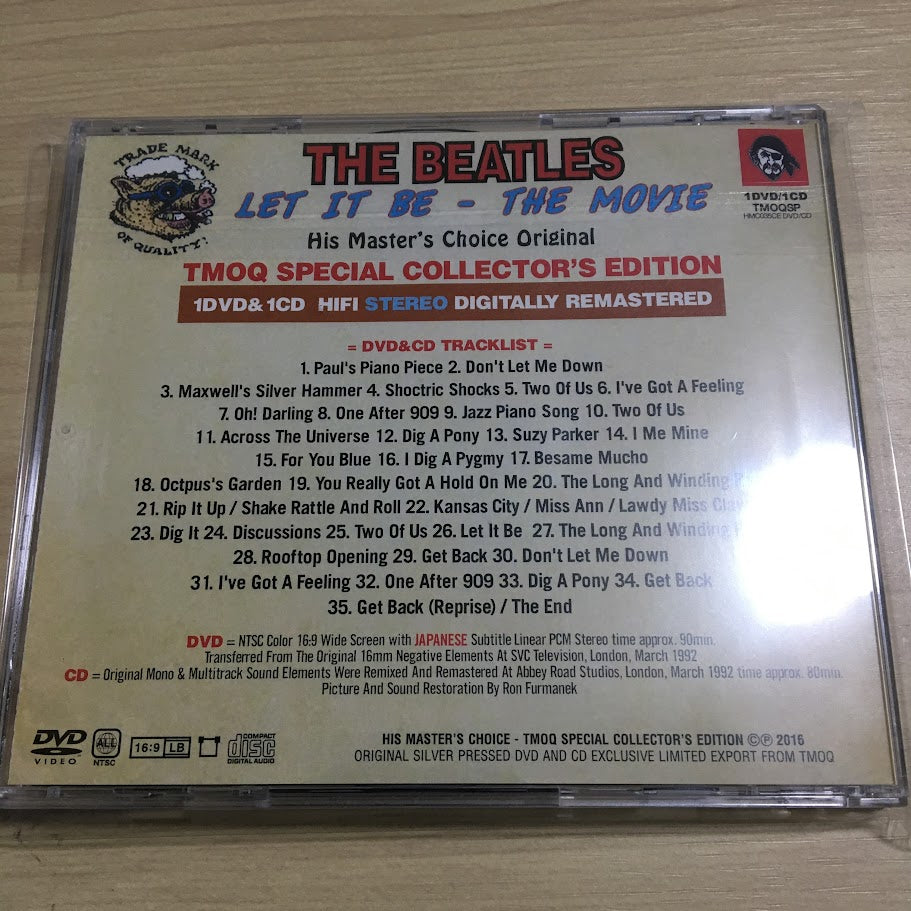 TRADE MARK
OF QUALITY!
THE BEATLES
LET IT BE - THE MOVIE
His Master's Choice Original
TMOQ SPECIAL COLLECTOR'S EDITION
1DVD& 1CD HIFI STEREO DIGITALLY REMASTERED
1DVD/1CD
TMOQSP
HMC035CE DVD/CD
= DVD&CD TRACKLIST =
1. Paul's Piano Piece 2. Don't Let Me Down
3. Maxwell's Silver Hammer 4. Shoctric Shocks 5. Two Of Us 6. I've Got A Feeling
7. Oh! Darling 8. One After 909 9. Jazz Piano Song 10. Two Of Us
11. Across The Universe 12. Dig A Pony 13. Suzy Parker 14. I Me Mine
15. For You Blue 16. I Dig A Pygmy 17. Besame Mucho
18. Octpus's Garden 19. You Really Got A Hold On Me 20. The Long And Winding
21. Rip It Up / Shake Rattle And Roll 22. Kansas City / Miss Ann / Lawdy Miss
23. Dig It 24. Discussions 25. Two Of Us 26. Let It Be 27. The Long And Winding
28. Rooftop Opening 29. Get Back 30. Don't Let Me Down
31. I've Got A Feeling 32. One After 909 33. Dig A Pony 34. Get Back
35. Get Back (Reprise) / The End
DVD = NTSC Color 16:9 Wide Screen with JAPANESE Subtitle Linear PCM Stereo time approx. 90min.
Transferred From The Original 16mm Negative Elements At SVC Television, London, March 1992
CD = Original Mono & Multitrack Sound Elements Were Remixed And Remastered At Abbey Road Studios, London, March 1992 time approx. 80min.
Picture And Sound Restoration By Ron Furmanek
DVD VIDEO
ALL NTSC
16:9 LB
COMPACT disc DIGITAL AUDIO
HIS MASTER'S CHOICE - TMOQ SPECIAL COLLECTOR'S EDITION ©℗ 2016
ORIGINAL SILVER PRESSED DVD AND CD EXCLUSIVE LIMITED EXPORT FROM TMOQ